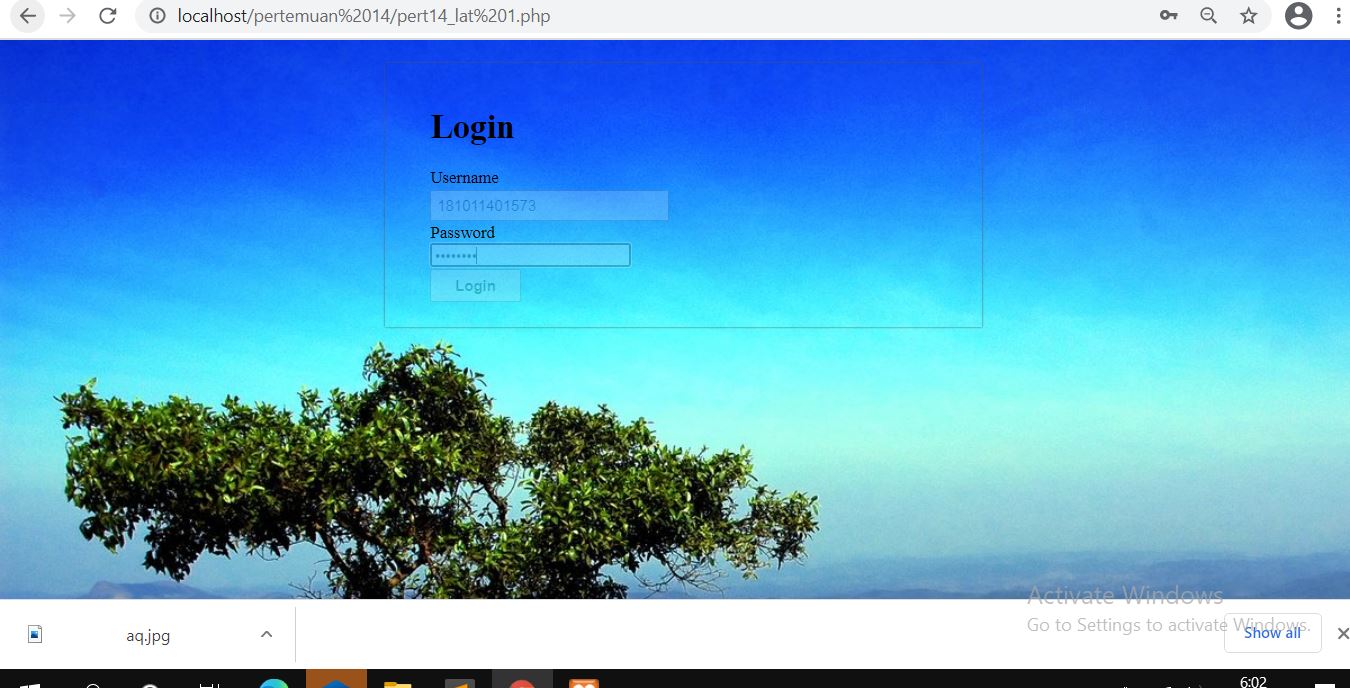 localhost/pertemuan%2014/pert14_lat%201.php
Login
Username
181011401573
Password
••••••••
Login
Activate Windows
Go to Settings to activate Windows.
aq.jpg
Show all
6:02